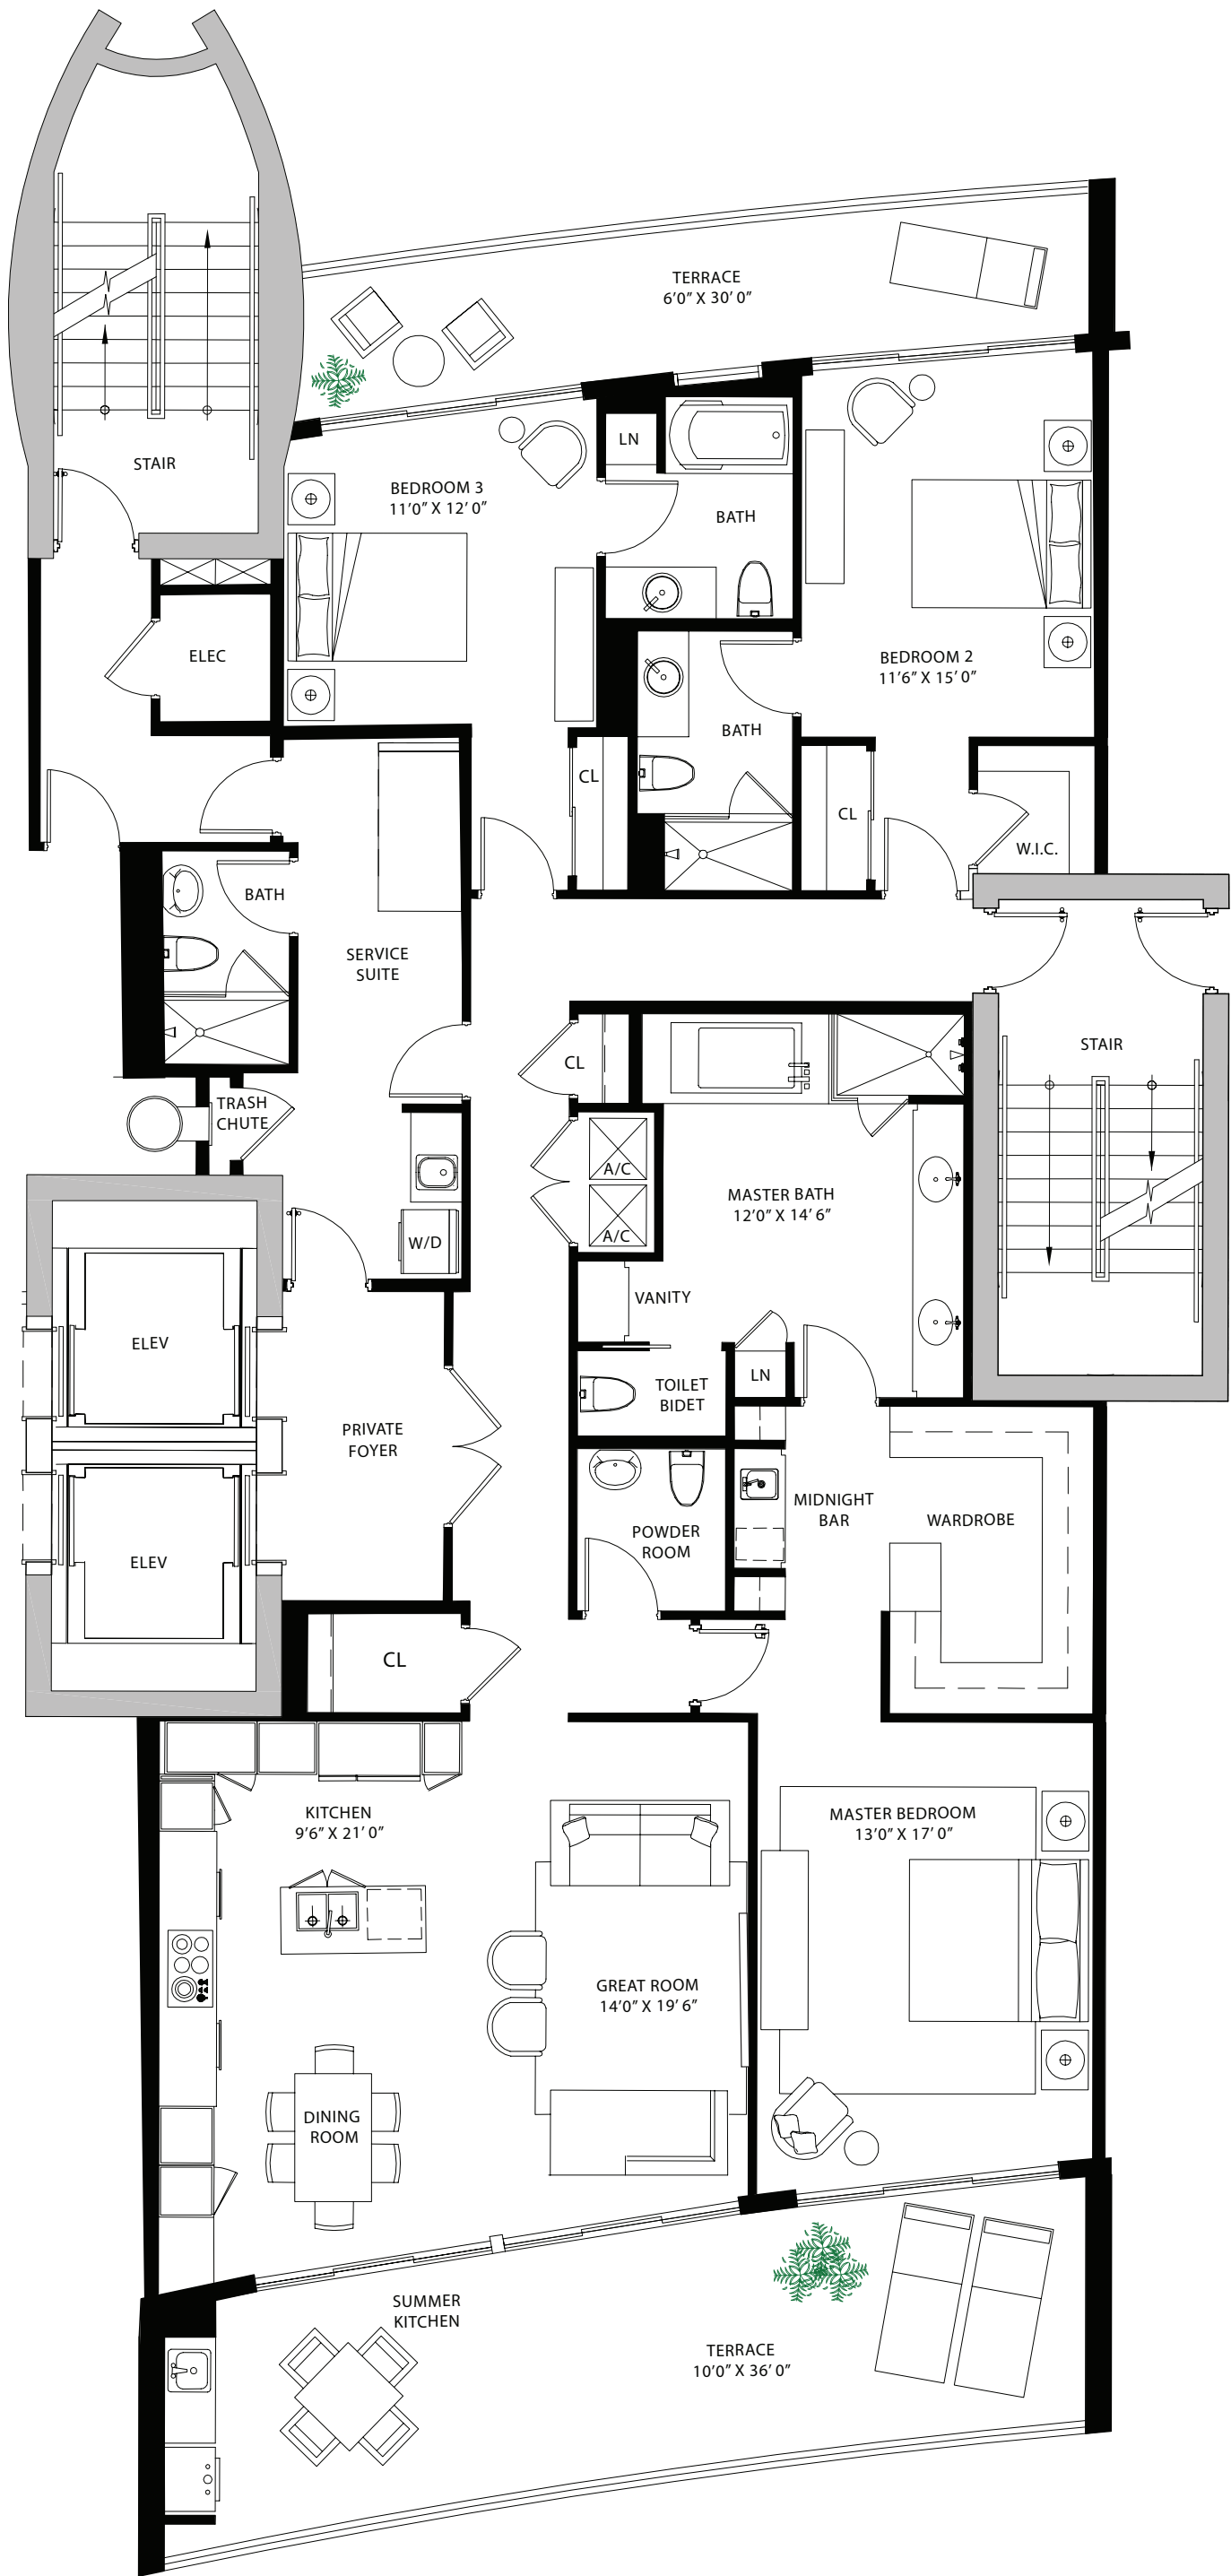 TERRACE
6'0" X 30' 0"
STAIR
LN
BEDROOM 3
11'0" X 12' 0"
BATH
ELEC
BEDROOM 2
11'6" X 15' 0"
BATH
CL
CL
W.I.C.
BATH
SERVICE
SUITE
STAIR
CL
TRASH
CHUTE
A/C
MASTER BATH
12'0" X 14' 6"
A/C
W/D
VANITY
ELEV
LN
TOILET
BIDET
PRIVATE
FOYER
MIDNIGHT
BAR
WARDROBE
POWDER
ROOM
ELEV
CL
KITCHEN
9'6" X 21' 0"
MASTER BEDROOM
13'0" X 17' 0"
GREAT ROOM
14'0" X 19' 6"
DINING
ROOM
SUMMER
KITCHEN
TERRACE
10'0" X 36' 0"